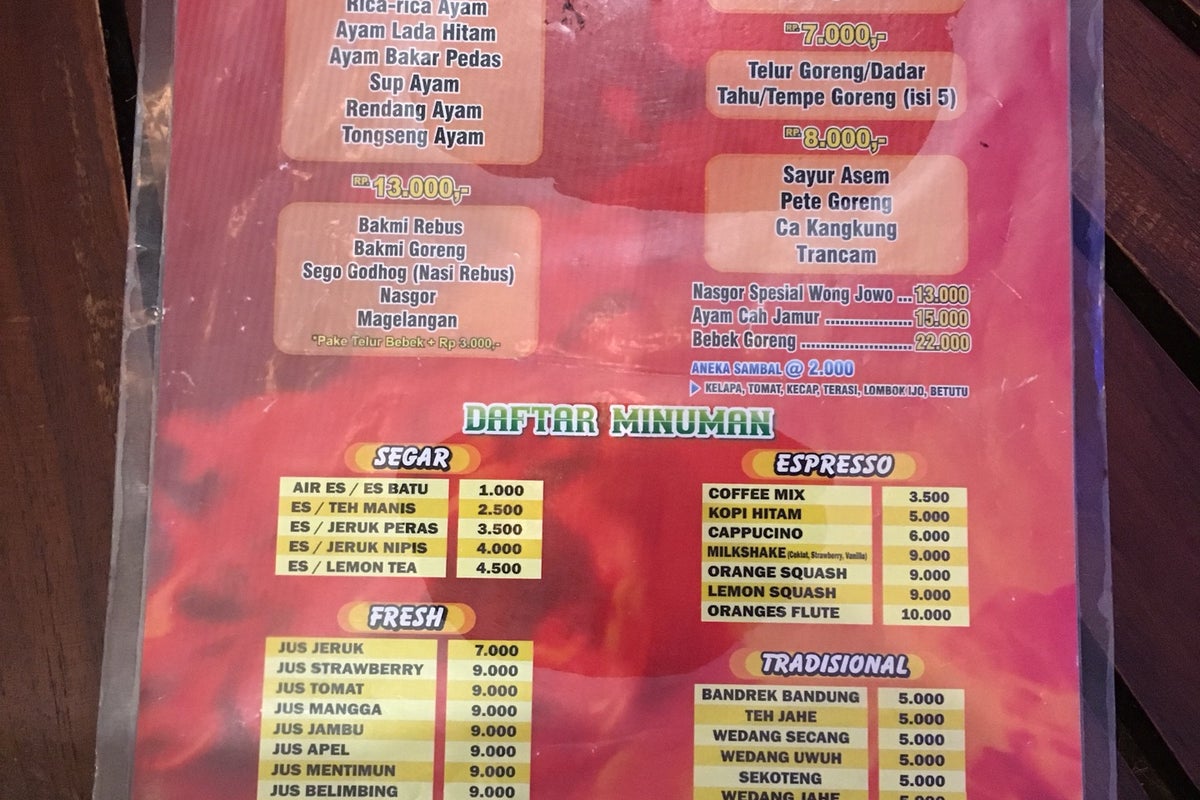 Rica-rica Ayam
Ayam Lada Hitam
Ayam Bakar Pedas
Sup Ayam
Rendang Ayam
Tongseng Ayam
RP. 13.000,-
Bakmi Rebus
Bakmi Goreng
Sego Godhog (Nasi Rebus)
Nasgor
Magelangan
*Pake Telur Bebek + Rp 3.000,-
RP. 7.000,-
Telur Goreng/Dadar
Tahu/Tempe Goreng (isi 5)
RP. 8.000,-
Sayur Asem
Pete Goreng
Ca Kangkung
Trancam
Nasgor Spesial Wong Jowo ... 13.000
Ayam Cah Jamur .................. 15.000
Bebek Goreng ....................... 22.000
ANEKA SAMBAL @ 2.000
KELAPA, TOMAT, KECAP, TERASI, LOMBOK IJO, BETUTU
DAFTAR MINUMAN
SEGAR
AIR ES / ES BATU 1.000
ES / TEH MANIS 2.500
ES / JERUK PERAS 3.500
ES / JERUK NIPIS 4.000
ES / LEMON TEA 4.500
FRESH
JUS JERUK 7.000
JUS STRAWBERRY 9.000
JUS TOMAT 9.000
JUS MANGGA 9.000
JUS JAMBU 9.000
JUS APEL 9.000
JUS MENTIMUN 9.000
JUS BELIMBING 9.000
ESPRESSO
COFFEE MIX 3.500
KOPI HITAM 5.000
CAPPUCINO 6.000
MILKSHAKE (Coklat, Strawberry, Vanilla) 9.000
ORANGE SQUASH 9.000
LEMON SQUASH 9.000
ORANGES FLUTE 10.000
TRADISIONAL
BANDREK BANDUNG 5.000
TEH JAHE 5.000
WEDANG SECANG 5.000
WEDANG UWUH 5.000
SEKOTENG 5.000
WEDANG JAHE 5.000